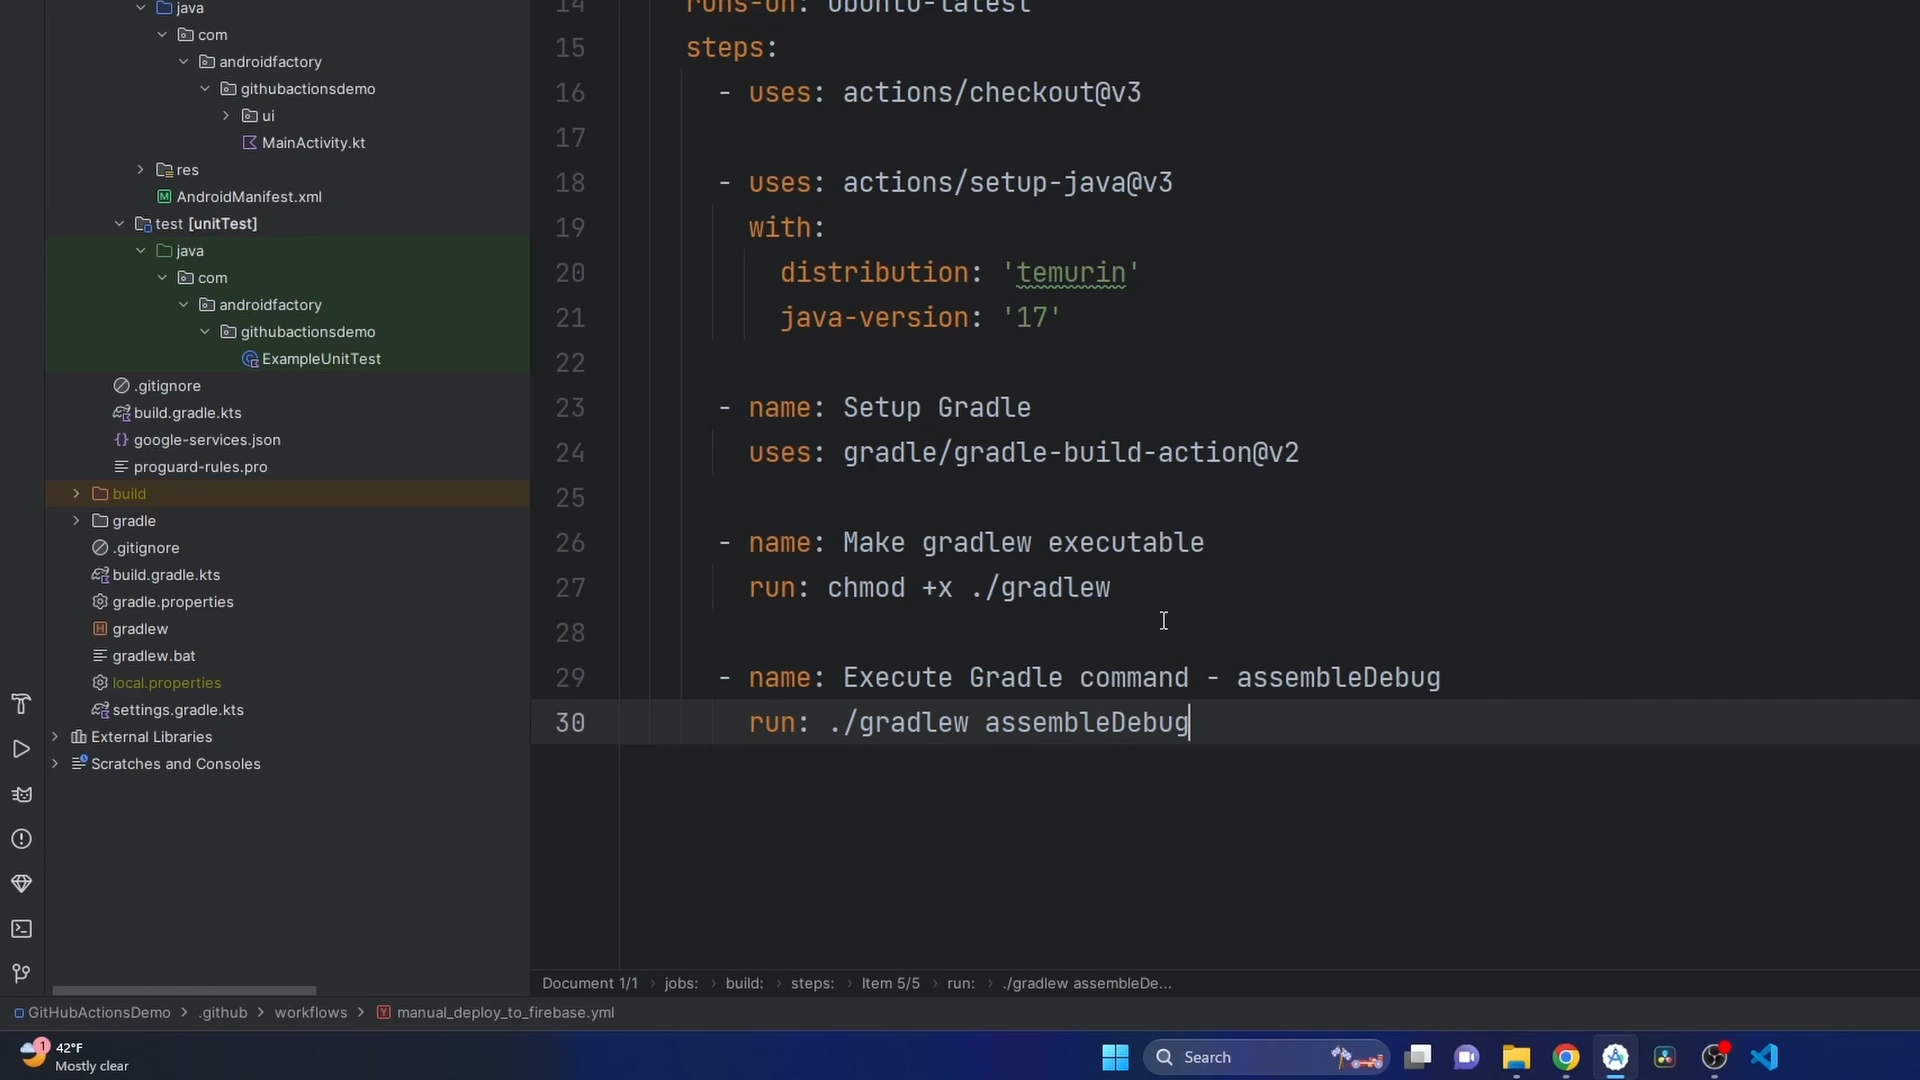 java
com
androidfactory
githubactionsdemo
ui
MainActivity.kt
res
AndroidManifest.xml
test [unitTest]
java
com
androidfactory
githubactionsdemo
ExampleUnitTest
.gitignore
build.gradle.kts
google-services.json
proguard-rules.pro
build
gradle
.gitignore
build.gradle.kts
gradle.properties
gradlew
gradlew.bat
local.properties
settings.gradle.kts
External Libraries
Scratches and Consoles
14 runs-on: ubuntu-latest
15 steps:
16 - uses: actions/checkout@v3
17
18 - uses: actions/setup-java@v3
19 with:
20 distribution: 'temurin'
21 java-version: '17'
22
23 - name: Setup Gradle
24 uses: gradle/gradle-build-action@v2
25
26 - name: Make gradlew executable
27 run: chmod +x ./gradlew
28
29 - name: Execute Gradle command - assembleDebug
30 run: ./gradlew assembleDebug
Document 1/1 › jobs: › build: › steps: › Item 5/5 › run: › ./gradlew assembleDe...
GitHubActionsDemo › .github › workflows › manual_deploy_to_firebase.yml
1
42°F
Mostly clear
Search